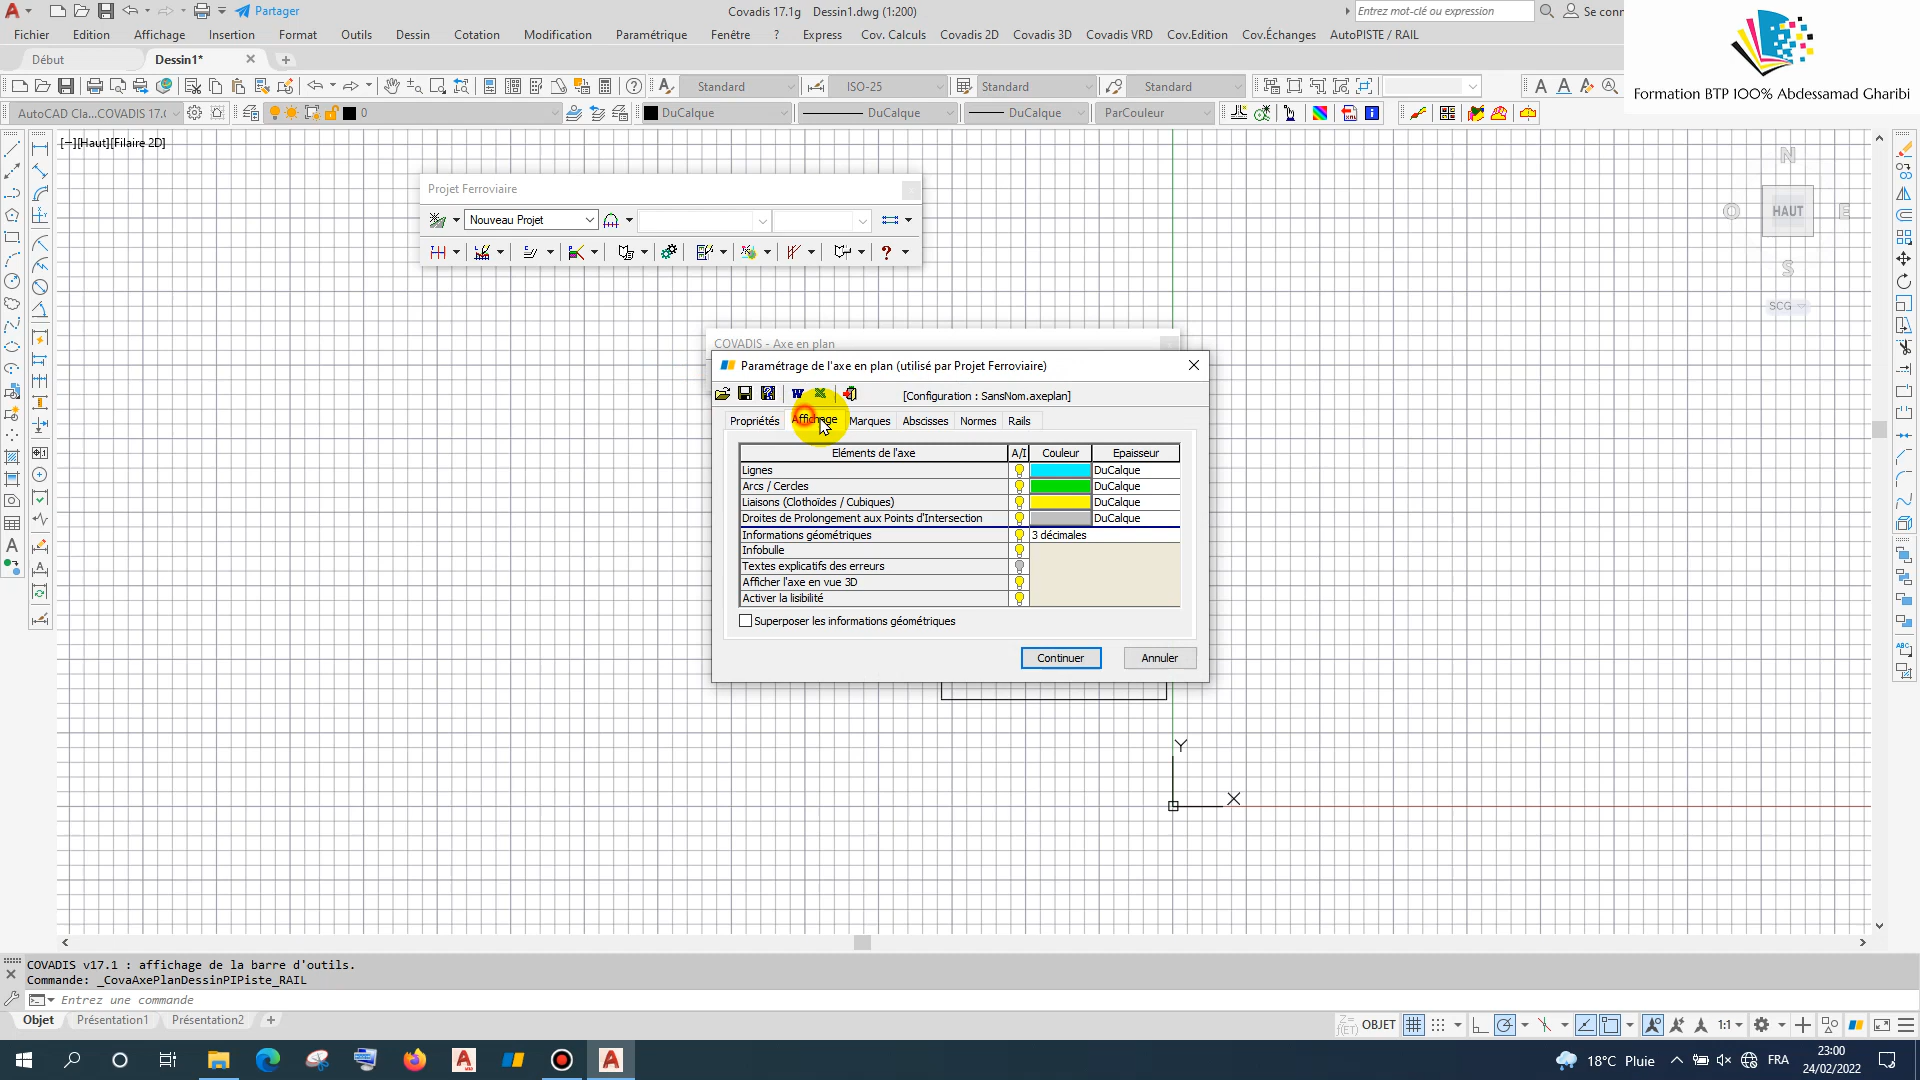 Partager
Covadis 17.1g Dessin1.dwg (1:200)
Entrez mot-clé ou expression
Se conn
Fichier Edition Affichage Insertion Format Outils Dessin Cotation Modification Paramétrique Fenêtre ? Express Cov. Calculs Covadis 2D Covadis 3D Covadis VRD Cov.Edition Cov.Échanges AutoPISTE / RAIL
Début Dessin1*
Standard ISO-25 Standard Standard
Formation BTP 100% Abdessamad Gharibi
AutoCAD Cla...COVADIS 17.( 0 DuCalque DuCalque DuCalque ParCouleur
[−][Haut][Filaire 2D]
N
O HAUT E
S
SCG
Projet Ferroviaire
Nouveau Projet
COVADIS - Axe en plan
Paramétrage de l'axe en plan (utilisé par Projet Ferroviaire)
[Configuration : SansNom.axeplan]
Propriétés Affichage Marques Abscisses Normes Rails
Eléments de l'axe A/I Couleur Epaisseur
Lignes DuCalque
Arcs / Cercles DuCalque
Liaisons (Clothoïdes / Cubiques) DuCalque
Droites de Prolongement aux Points d'Intersection DuCalque
Informations géométriques 3 décimales
Infobulle
Textes explicatifs des erreurs
Afficher l'axe en vue 3D
Activer la lisibilité
Superposer les informations géométriques
Continuer Annuler
Y
X
COVADIS v17.1 : affichage de la barre d'outils.
Commande: _CovaAxePlanDessinPIPiste_RAIL
Entrez une commande
Objet Présentation1 Présentation2
OBJET 1:1
18°C Pluie FRA 23:00
24/02/2022